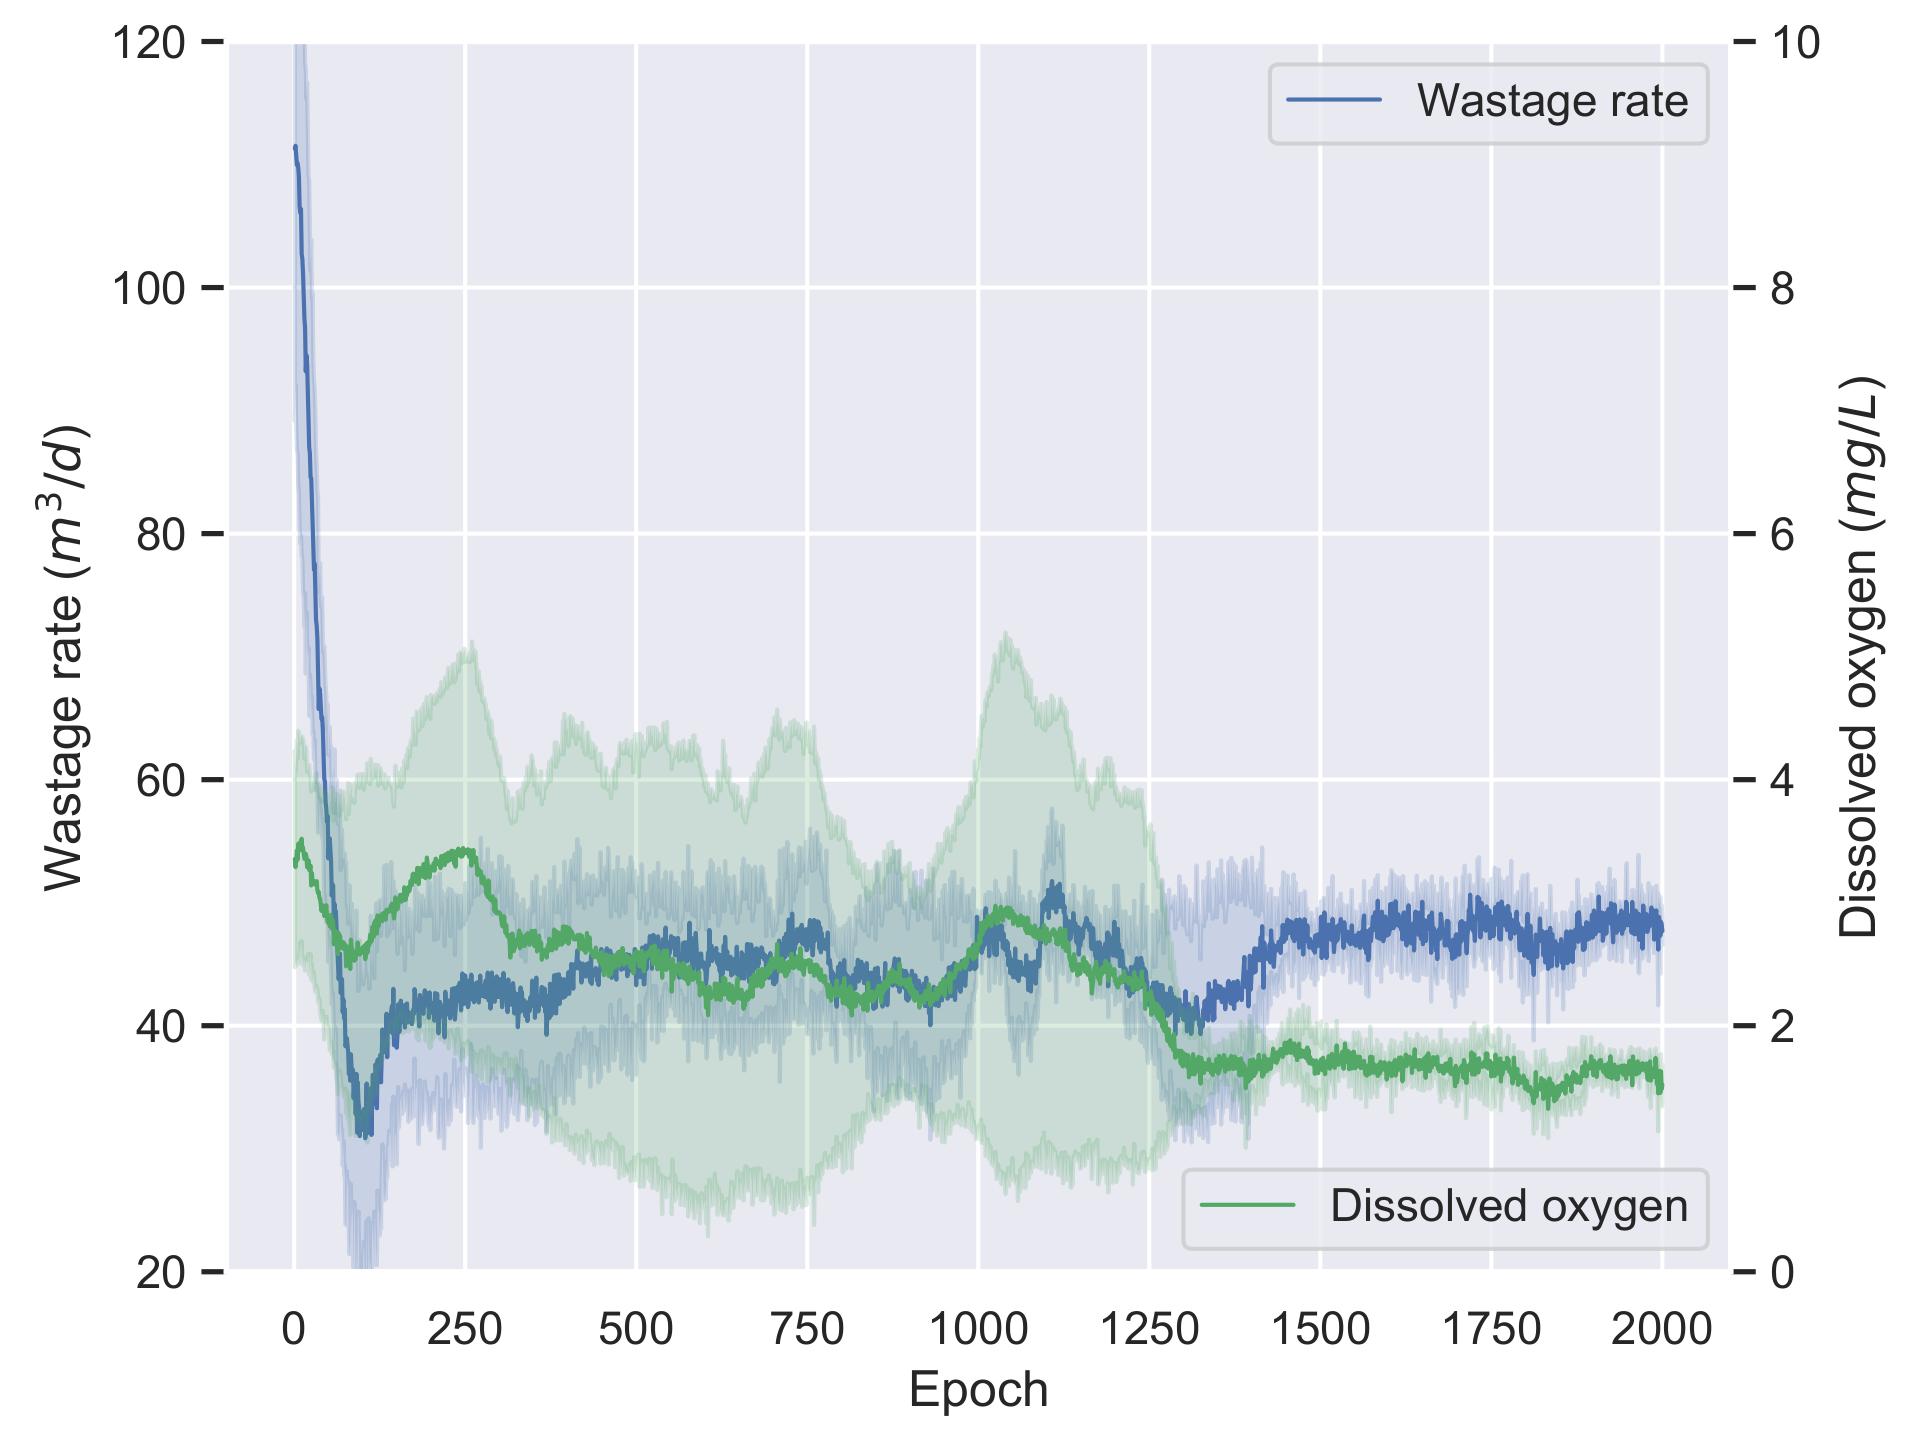 120
100
80
60
40
20
Wastage rate (m³/d)
0 250 500 750 1000 1250 1500 1750 2000
Epoch
10
8
6
4
2
0
Dissolved oxygen (mg/L)
Wastage rate
Dissolved oxygen